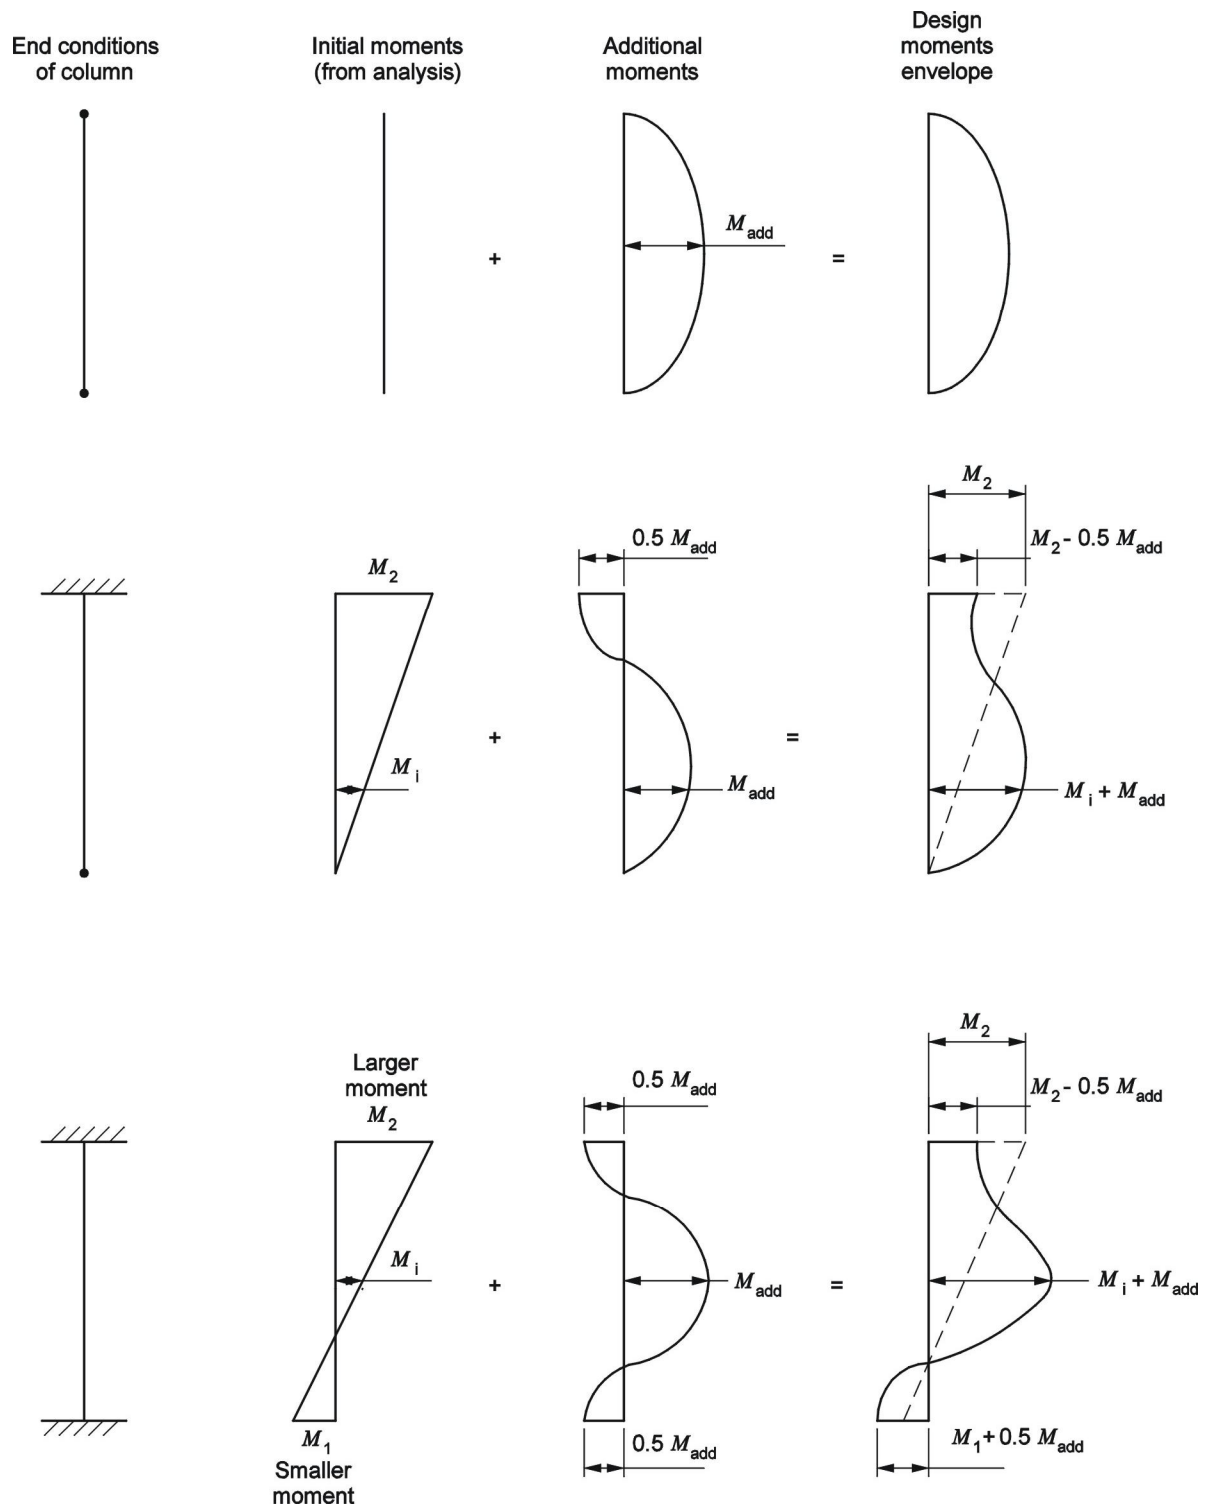 End conditions
of column
Initial moments
(from analysis)
Additional
moments
Design
moments
envelope
M add
+
=
M 2
M i
+
0.5 M add
M add
=
M 2
M 2 - 0.5 M add
M i + M add
Larger
moment
M 2
M i
M 1
Smaller
moment
+
0.5 M add
M add
0.5 M add
=
M 2
M 2 - 0.5 M add
M i + M add
M 1 + 0.5 M add